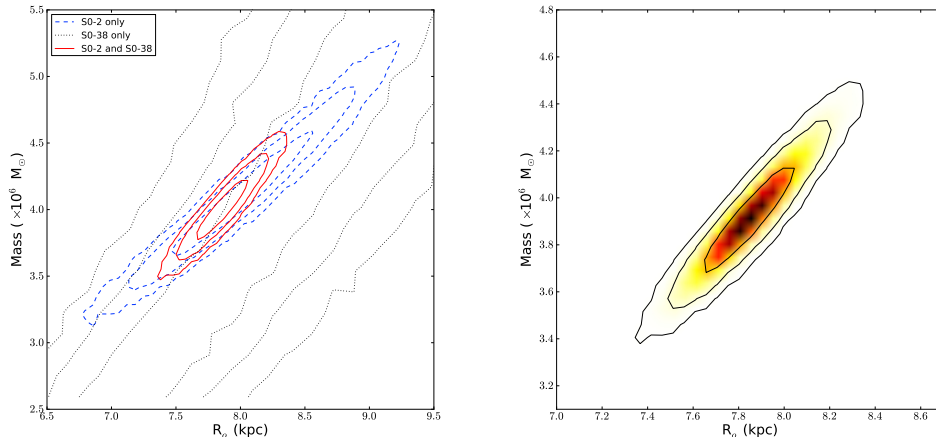 S0-2 only
S0-38 only
S0-2 and S0-38
5.5
5.0
4.5
4.0
3.5
3.0
2.5
Mass (×10⁶ M⊙)
6.5 7.0 7.5 8.0 8.5 9.0 9.5
R₀ (kpc)
4.8
4.6
4.4
4.2
4.0
3.8
3.6
3.4
3.2
Mass (×10⁶ M⊙)
7.0 7.2 7.4 7.6 7.8 8.0 8.2 8.4 8.6
R₀ (kpc)